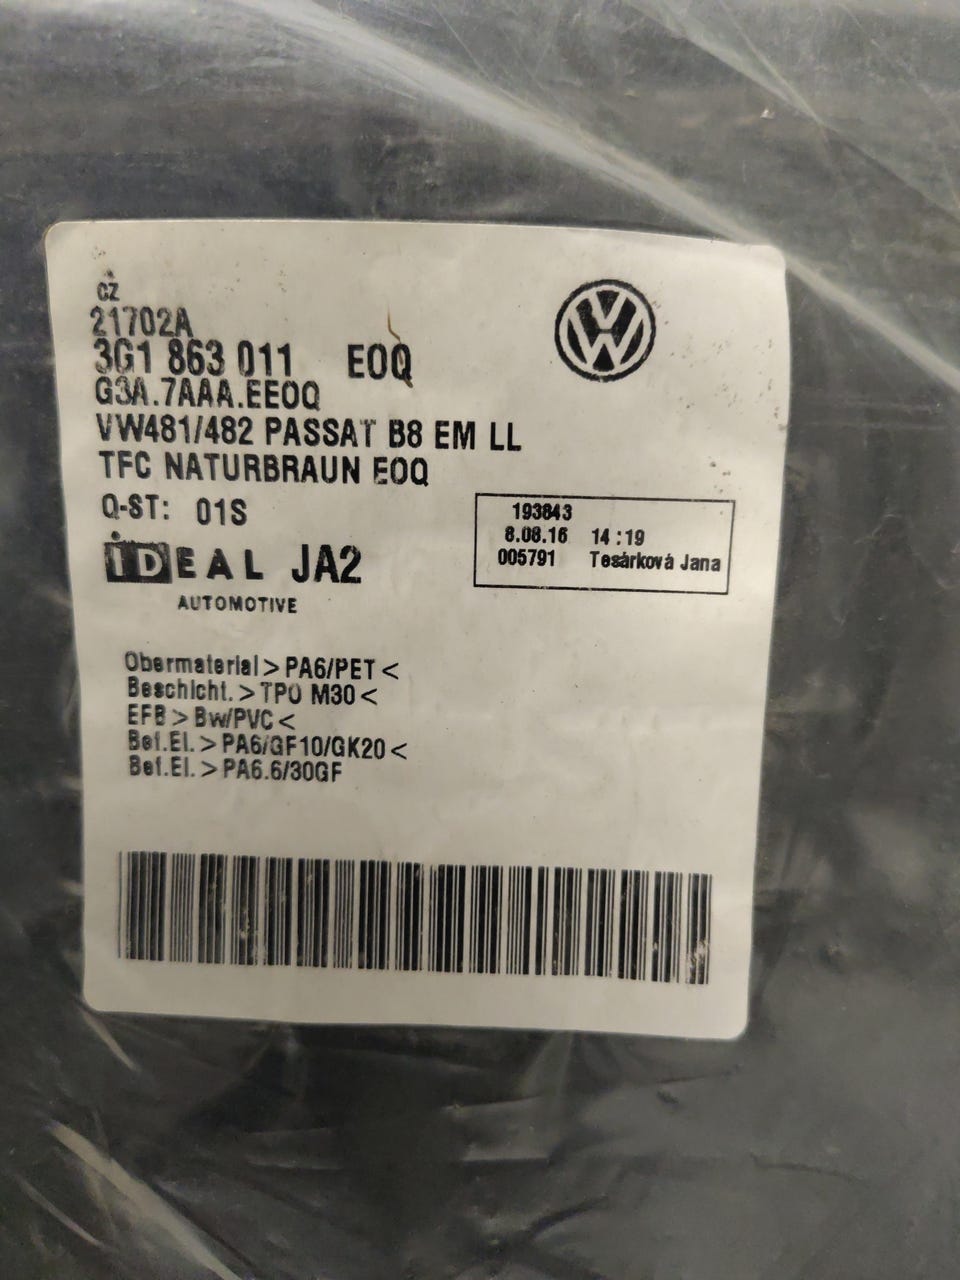 CZ
21702A
3G1 863 011 EOQ
G3A.7AAA.EEOQ
VW481/482 PASSAT B8 EM LL
TFC NATURBRAUN EOQ
Q-ST: 01S
193843
8.08.16 14:19
005791 Tesárková Jana
iDEAL JA2
AUTOMOTIVE
Obermaterial>PA6/PET<
Beschicht.>TPO M30<
EFB>Bw/PVC<
Bef.El.>PA6/GF10/GK20<
Bef.El.>PA6.6/30GF